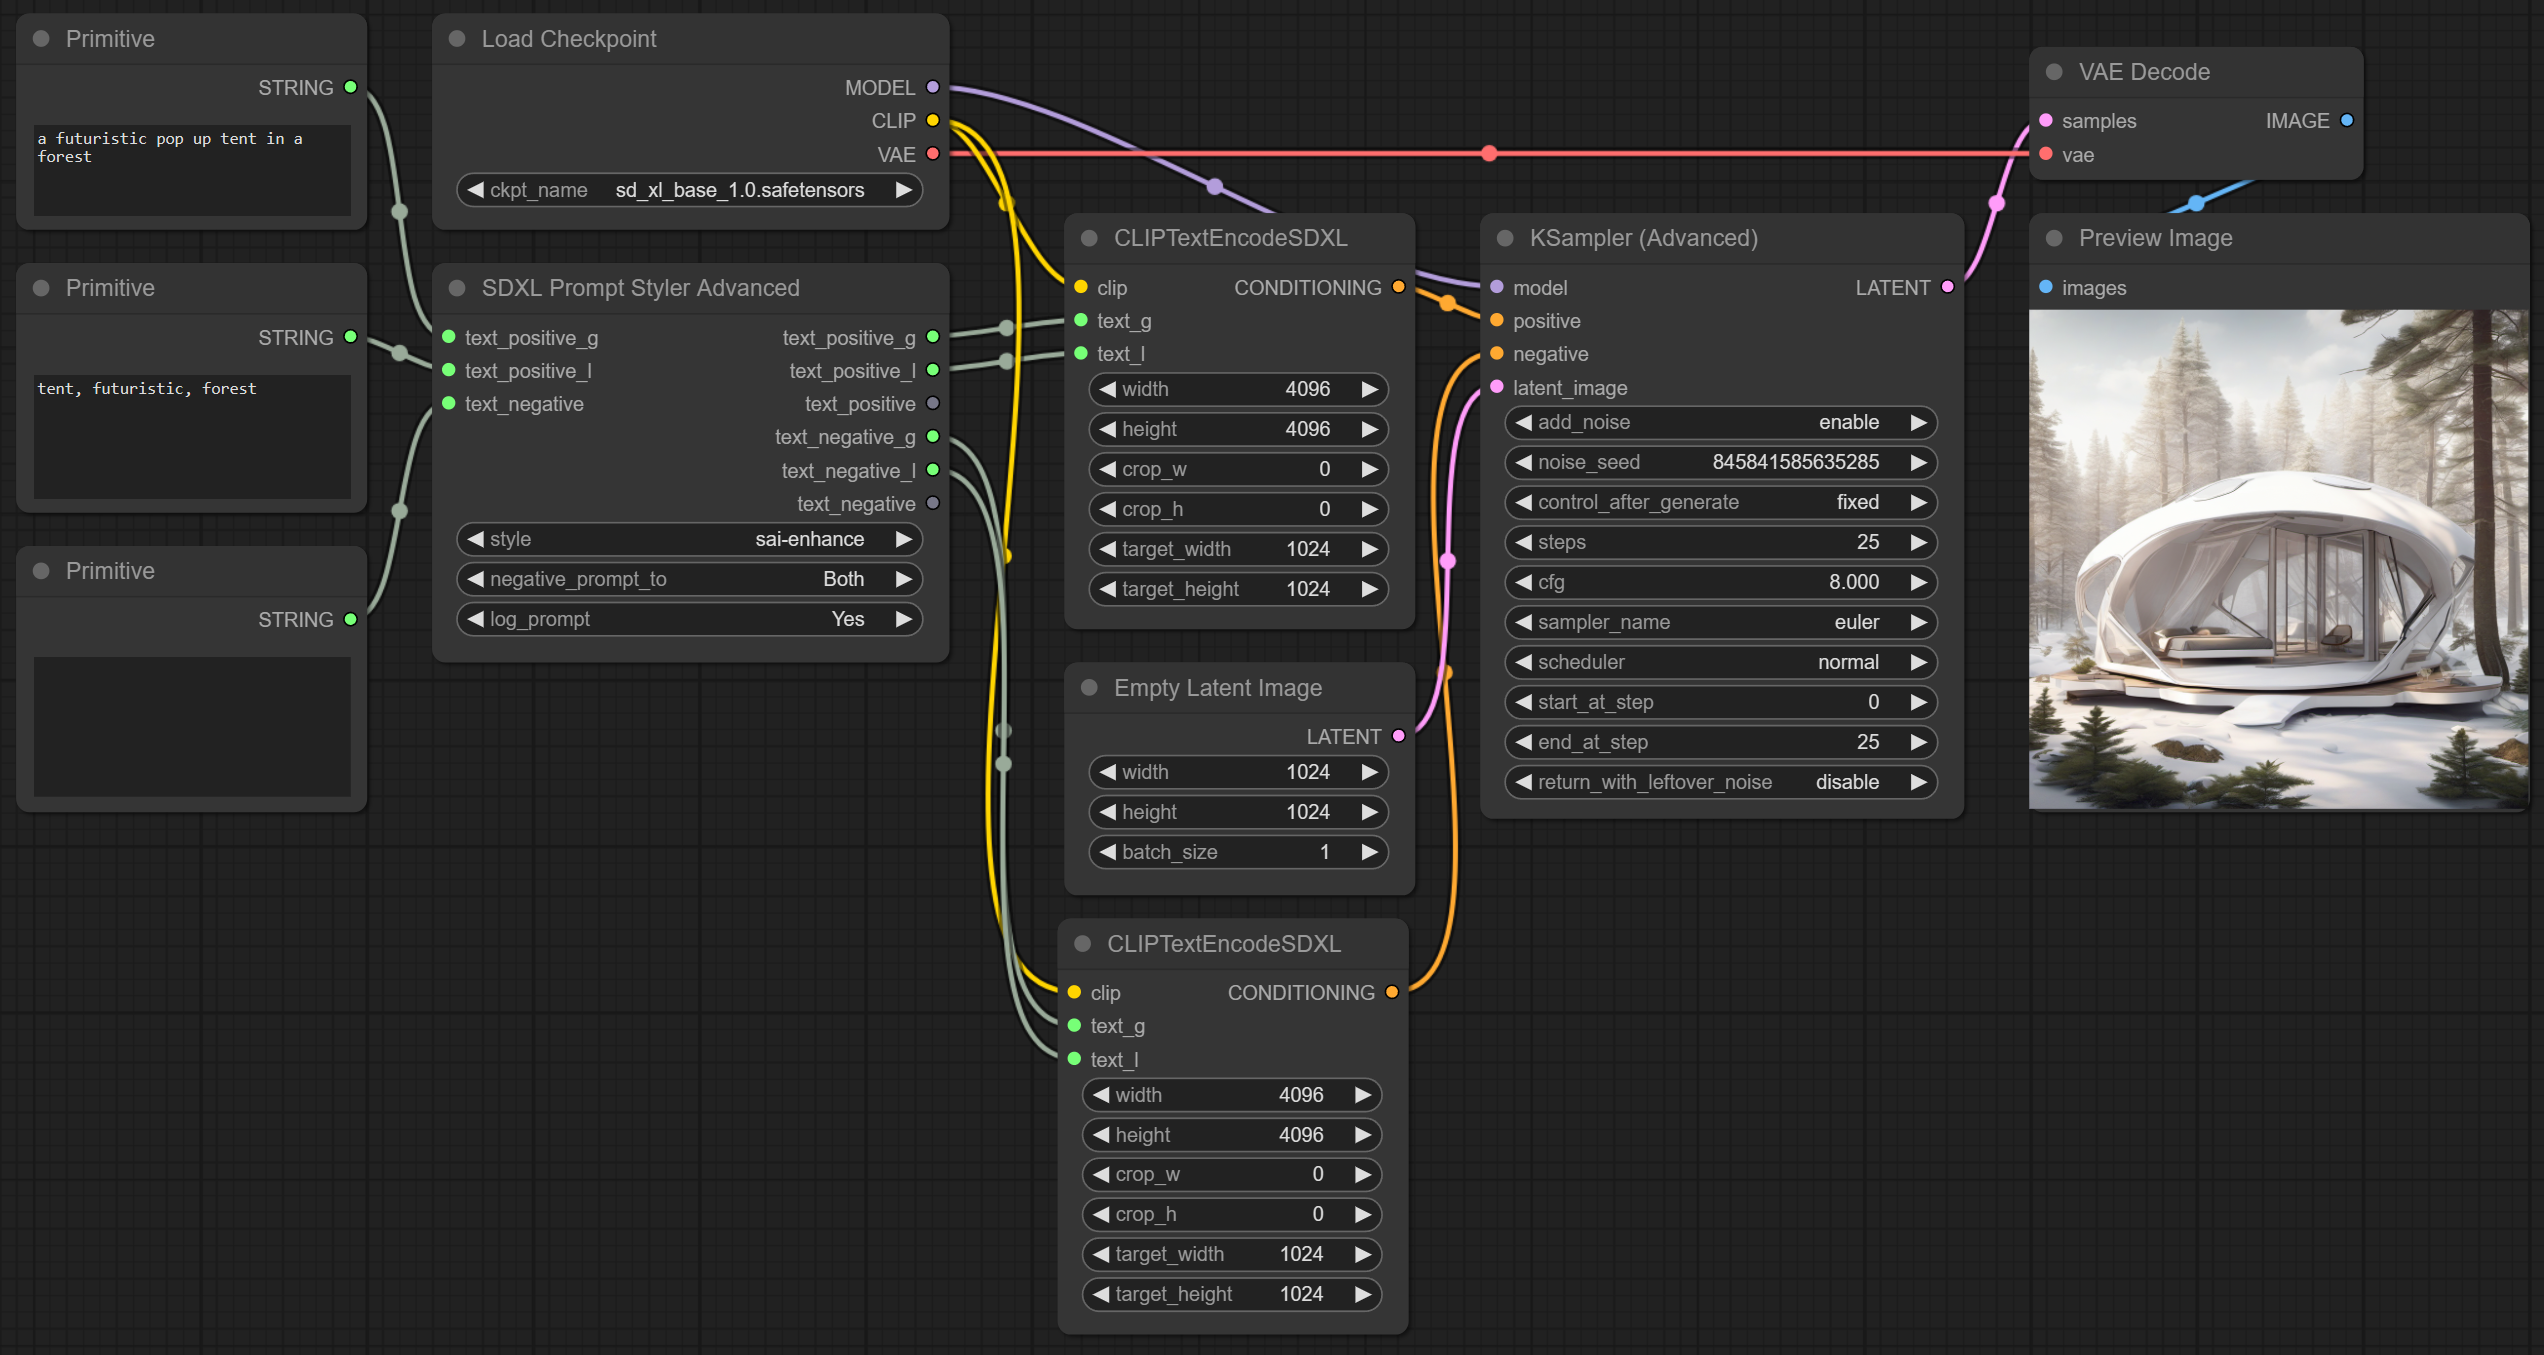 Primitive
STRING
a futuristic pop up tent in a
forest
Primitive
STRING
tent, futuristic, forest
Primitive
STRING
Load Checkpoint
MODEL
CLIP
VAE
ckpt_name sd_xl_base_1.0.safetensors
SDXL Prompt Styler Advanced
text_positive_g text_positive_g
text_positive_l text_positive_l
text_negative text_positive
text_negative_g
text_negative_l
text_negative
style sai-enhance
negative_prompt_to Both
log_prompt Yes
CLIPTextEncodeSDXL
clip CONDITIONING
text_g
text_l
width 4096
height 4096
crop_w 0
crop_h 0
target_width 1024
target_height 1024
Empty Latent Image
LATENT
width 1024
height 1024
batch_size 1
CLIPTextEncodeSDXL
clip CONDITIONING
text_g
text_l
width 4096
height 4096
crop_w 0
crop_h 0
target_width 1024
target_height 1024
KSampler (Advanced)
model LATENT
positive
negative
latent_image
add_noise enable
noise_seed 845841585635285
control_after_generate fixed
steps 25
cfg 8.000
sampler_name euler
scheduler normal
start_at_step 0
end_at_step 25
return_with_leftover_noise disable
VAE Decode
samples IMAGE
vae
Preview Image
images